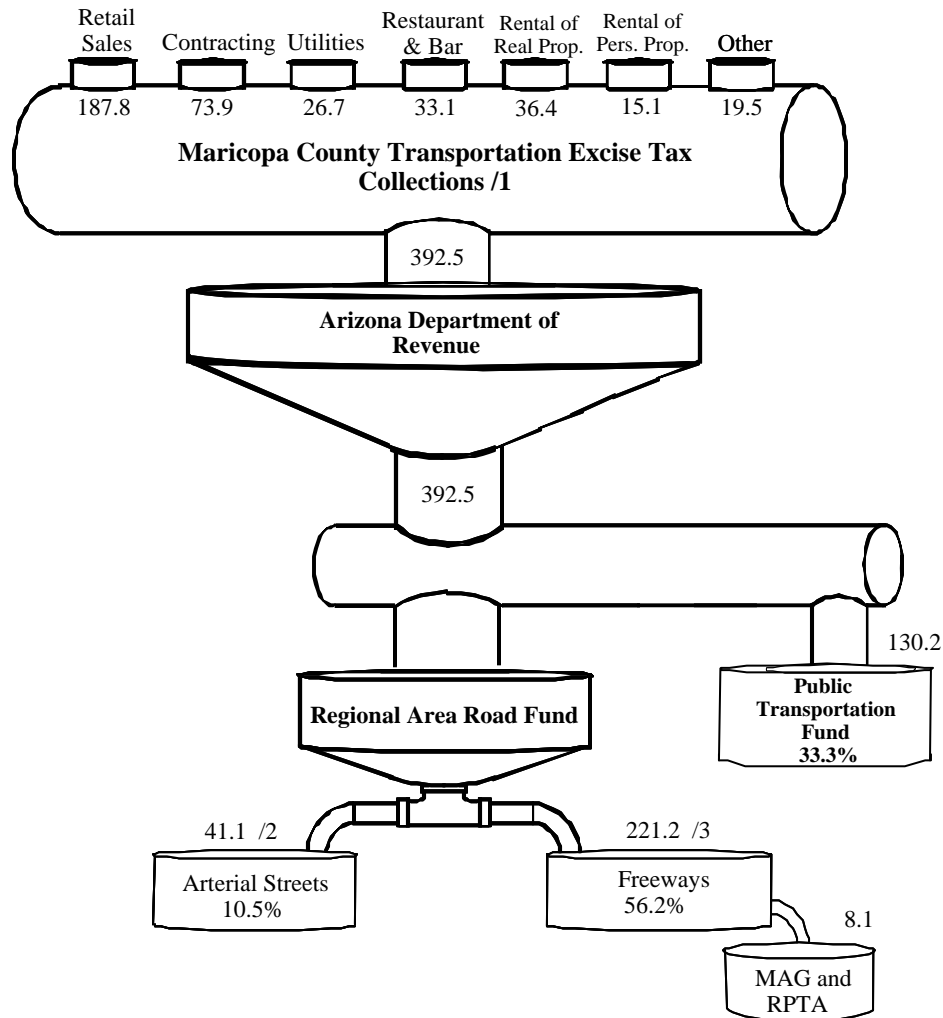 Retail
Sales
Contracting
Utilities
Restaurant
& Bar
Rental of
Real Prop.
Rental of
Pers. Prop.
Other
187.8
73.9
26.7
33.1
36.4
15.1
19.5
Maricopa County Transportation Excise Tax
Collections /1
392.5
Arizona Department of
Revenue
392.5
130.2
Public
Transportation
Fund
33.3%
Regional Area Road Fund
41.1 /2
221.2 /3
Arterial Streets
10.5%
Freeways
56.2%
8.1
MAG and
RPTA